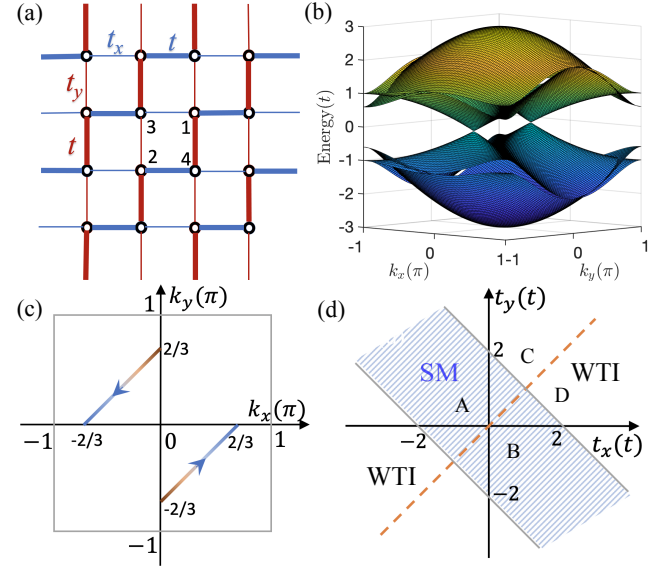 (a)
t_x
t
t_y
t
3
1
2
4
(b)
Energy(t)
3
2
1
0
-1
-2
-3
-1
0
1
-1
0
1
k_x(π)
k_y(π)
(c)
k_y(π)
1
2/3
k_x(π)
−1
-2/3
0
2/3
1
-2/3
−1
(d)
t_y(t)
2
C
SM
WTI
D
A
−2
2
t_x(t)
B
WTI
−2